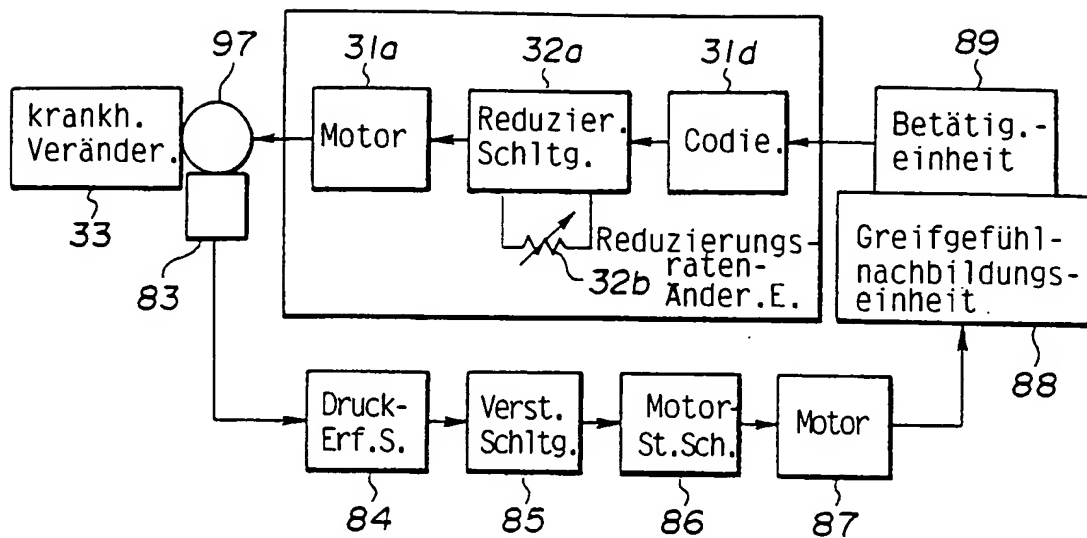 97
31a
32a
31d
89
krankh.
Veränder.
Motor
Reduzier.
Schltg.
Codie.
Betätig.-
einheit
33
83
32b
Reduzierungs-
raten-
Änder.E.
Greifgefühl-
nachbildungs-
einheit
88
Druck-
Erf.S.
Verst.
Schltg.
Motor-
St.Sch.
Motor
84
85
86
87